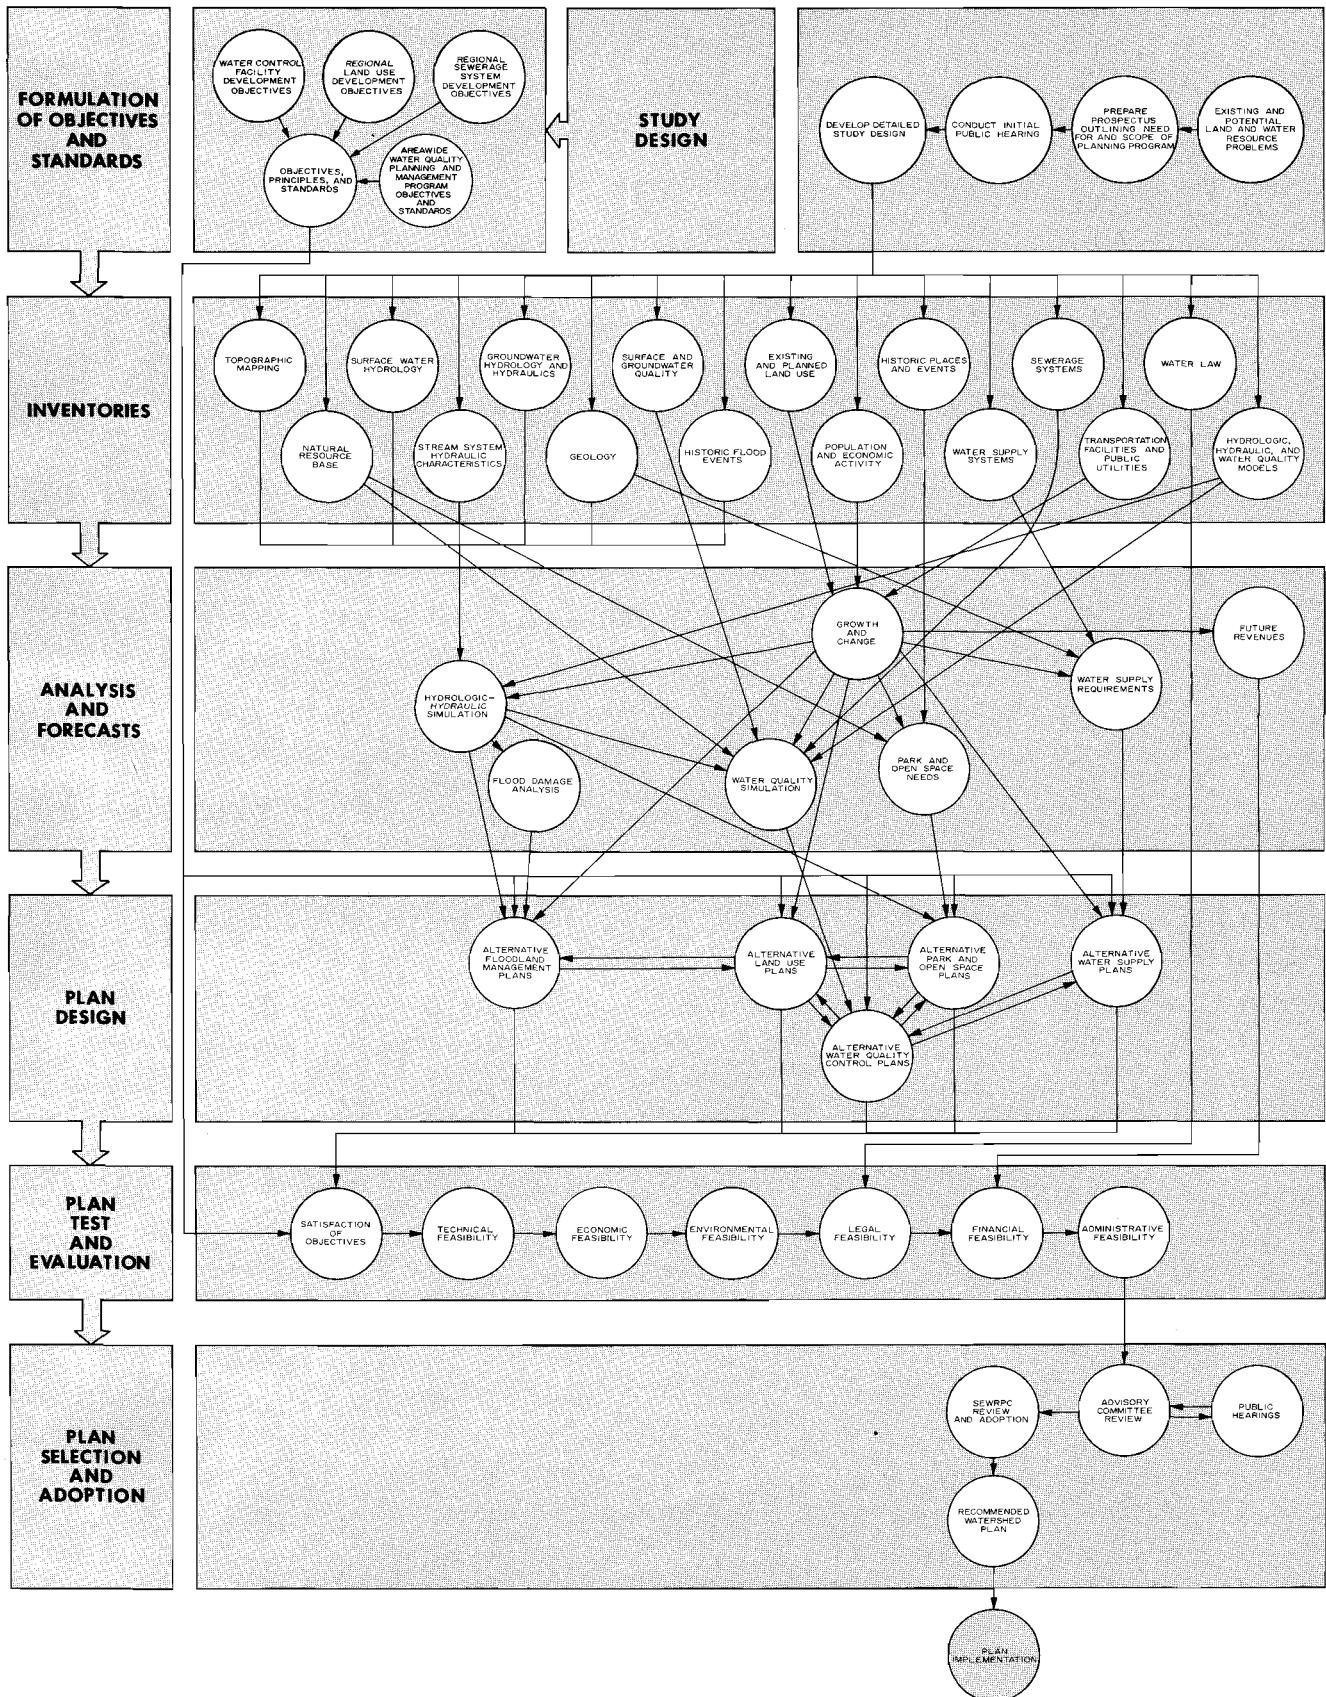 FORMULATION
OF OBJECTIVES
AND
STANDARDS
WATER CONTROL
FACILITY
DEVELOPMENT
OBJECTIVES
REGIONAL
LAND USE
DEVELOPMENT
OBJECTIVES
REGIONAL
SEWERAGE
SYSTEM
DEVELOPMENT
OBJECTIVES
OBJECTIVES,
PRINCIPLES, AND
STANDARDS
AREAWIDE
WATER QUALITY
PLANNING AND
MANAGEMENT
PROGRAM
OBJECTIVES
AND
STANDARDS
STUDY
DESIGN
DEVELOP DETAILED
STUDY DESIGN
CONDUCT INITIAL
PUBLIC HEARING
PREPARE
PROSPECTUS
OUTLINING NEED
FOR AND SCOPE OF
PLANNING PROGRAM
EXISTING AND
POTENTIAL
LAND AND WATER
RESOURCE
PROBLEMS
INVENTORIES
TOPOGRAPHIC
MAPPING
SURFACE WATER
HYDROLOGY
GROUNDWATER
HYDROLOGY AND
HYDRAULICS
SURFACE AND
GROUNDWATER
QUALITY
EXISTING
AND PLANNED
LAND USE
HISTORIC PLACES
AND EVENTS
SEWERAGE
SYSTEMS
WATER LAW
NATURAL
RESOURCE
BASE
STREAM SYSTEM
HYDRAULIC
CHARACTERISTICS
GEOLOGY
HISTORIC FLOOD
EVENTS
POPULATION
AND ECONOMIC
ACTIVITY
WATER SUPPLY
SYSTEMS
TRANSPORTATION
FACILITIES AND
PUBLIC
UTILITIES
HYDROLOGIC,
HYDRAULIC, AND
WATER QUALITY
MODELS
ANALYSIS
AND
FORECASTS
GROWTH
AND
CHANGE
FUTURE
REVENUES
HYDROLOGIC-
HYDRAULIC
SIMULATION
WATER SUPPLY
REQUIREMENTS
FLOOD DAMAGE
ANALYSIS
WATER QUALITY
SIMULATION
PARK AND
OPEN SPACE
NEEDS
PLAN
DESIGN
ALTERNATIVE
FLOODLAND
MANAGEMENT
PLANS
ALTERNATIVE
LAND USE
PLANS
ALTERNATIVE
PARK AND
OPEN SPACE
PLANS
ALTERNATIVE
WATER SUPPLY
PLANS
ALTERNATIVE
WATER QUALITY
CONTROL PLANS
PLAN
TEST
AND
EVALUATION
SATISFACTION
OF
OBJECTIVES
TECHNICAL
FEASIBILITY
ECONOMIC
FEASIBILITY
ENVIRONMENTAL
FEASIBILITY
LEGAL
FEASIBILITY
FINANCIAL
FEASIBILITY
ADMINISTRATIVE
FEASIBILITY
PLAN
SELECTION
AND
ADOPTION
SEWRPC
REVIEW
AND ADOPTION
ADVISORY
COMMITTEE
REVIEW
PUBLIC
HEARINGS
RECOMMENDED
WATERSHED
PLAN
PLAN
IMPLEMENTATION